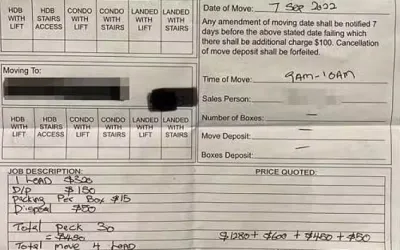 HDB WITH LIFT
HDB STAIRS ACCESS
CONDO WITH LIFT
CONDO WITH STAIRS
LANDED WITH LIFT
LANDED WITH STAIRS
Date of Move: 7 Sep 2022
Any amendment of moving date shall be notified 7
days before the above stated date failing which
there shall be additional charge $100. Cancellation
of move deposit shall be forfeited.
Moving To:
Time of Move: 9AM-10AM
Sales Person:
Number of Boxes: —
Move Deposit: —
Boxes Deposit: —
HDB WITH LIFT
HDB STAIRS ACCESS
CONDO WITH LIFT
CONDO WITH STAIRS
LANDED WITH LIFT
LANDED WITH STAIRS
JOB DESCRIPTION:
PRICE QUOTED:
1 LOAD $320
D/P $150
Packing Per Box $15
Disposal $50
Total pack 30
= $450
Total move 4 Load
$1280 + $600 + $450 + $50